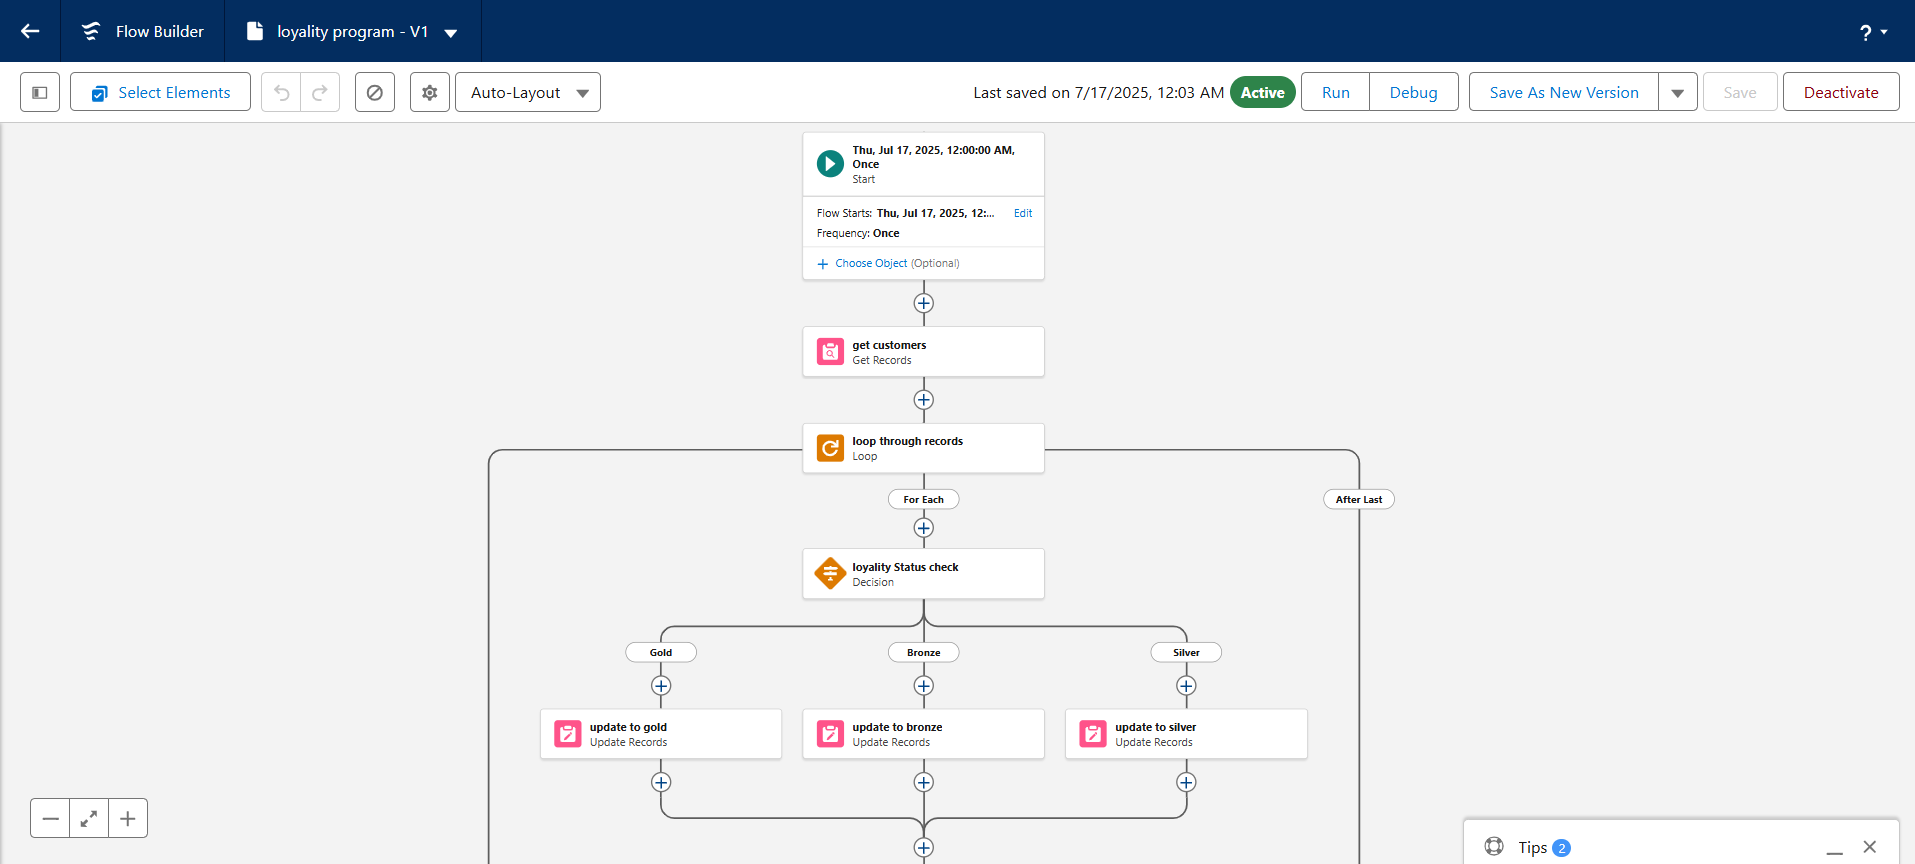 Flow Builder
loyality program - V1
?
Select Elements
Auto-Layout
Last saved on 7/17/2025, 12:03 AM
Active
Run
Debug
Save As New Version
Save
Deactivate
Thu, Jul 17, 2025, 12:00:00 AM,
Once
Start
Flow Starts: Thu, Jul 17, 2025, 12:...
Edit
Frequency: Once
Choose Object (Optional)
get customers
Get Records
loop through records
Loop
For Each
After Last
loyality Status check
Decision
Gold
Bronze
Silver
update to gold
Update Records
update to bronze
Update Records
update to silver
Update Records
Tips 2